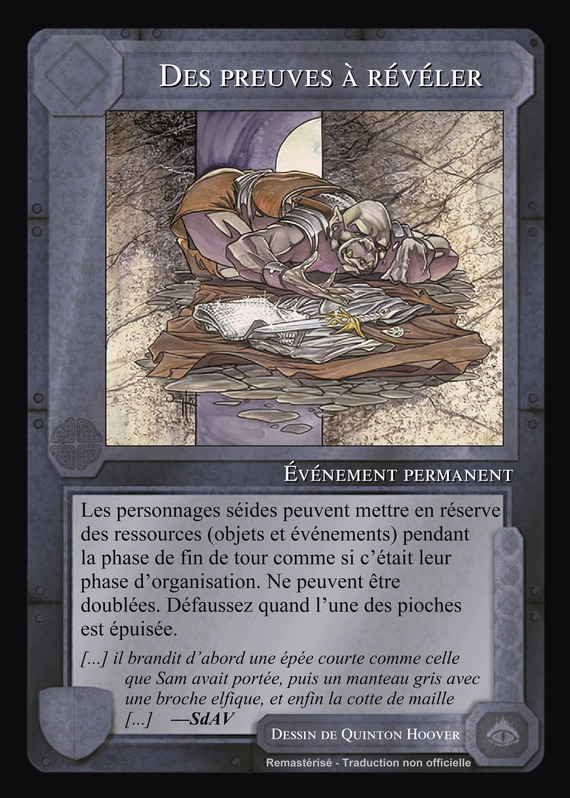 Des preuves à révéler
Événement permanent
Les personnages séides peuvent mettre en réserve
des ressources (objets et événements) pendant
la phase de fin de tour comme si c’était leur
phase d’organisation. Ne peuvent être
doublées. Défaussez quand l’une des pioches
est épuisée.
[...] il brandit d’abord une épée courte comme celle
que Sam avait portée, puis un manteau gris avec
une broche elfique, et enfin la cotte de maille
[...] —SdAV
Dessin de Quinton Hoover
Remastérisé - Traduction non officielle